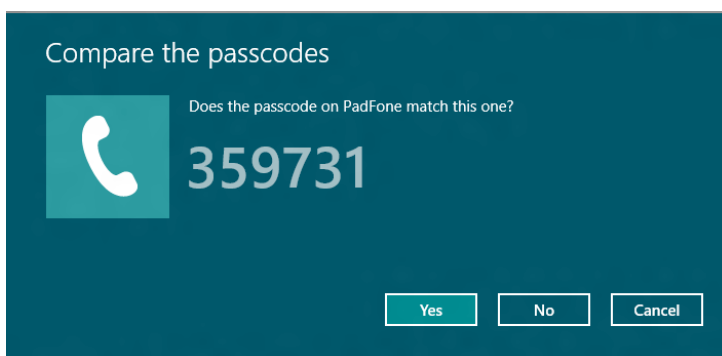 Compare the passcodes
Does the passcode on PadFone match this one?
359731
Yes No Cancel